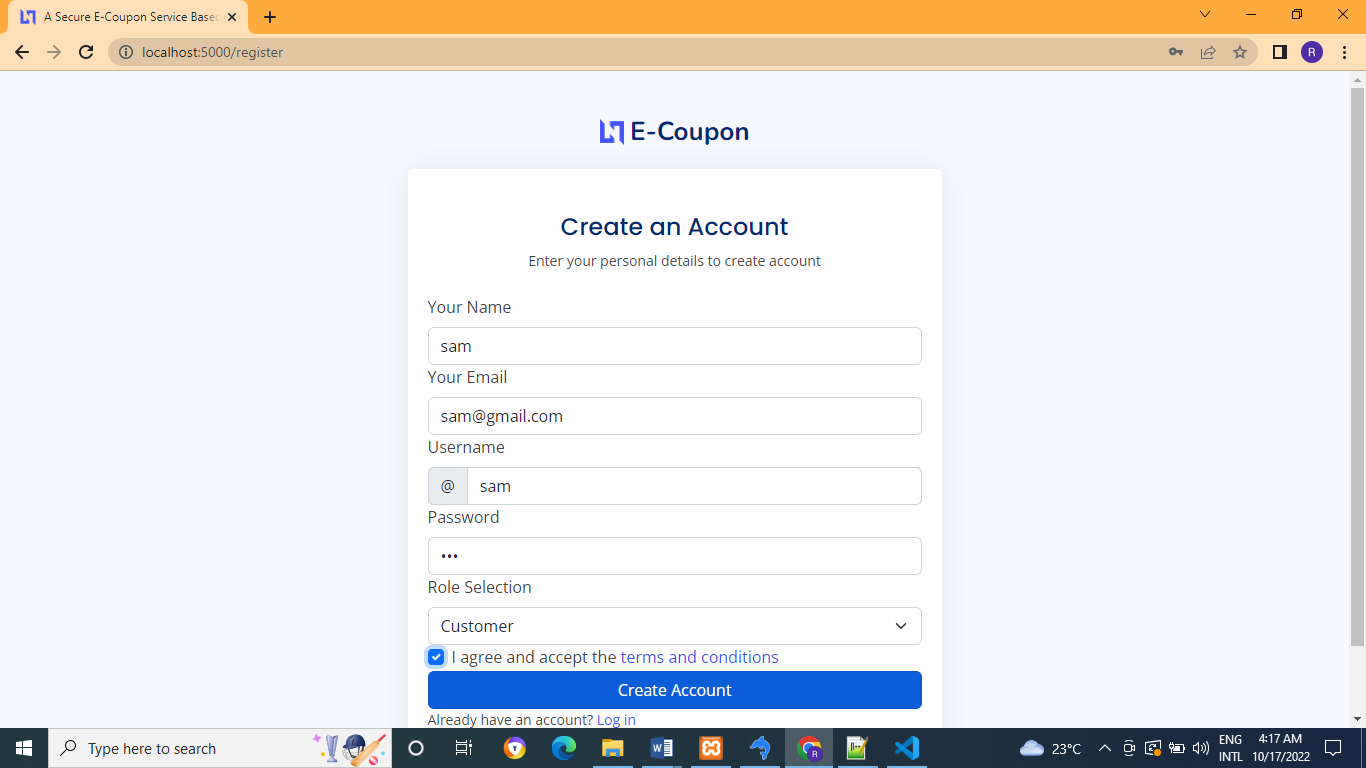 A Secure E-Coupon Service Base
localhost:5000/register
R
E-Coupon
Create an Account
Enter your personal details to create account
Your Name
sam
Your Email
sam@gmail.com
Username
@ sam
Password
•••
Role Selection
Customer
I agree and accept the terms and conditions
Create Account
Already have an account? Log in
Type here to search
23°C
ENG
INTL
4:17 AM
10/17/2022